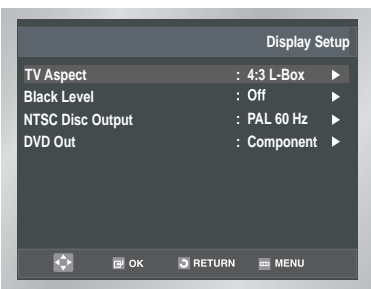 Display Setup
TV Aspect : 4:3 L-Box
Black Level : Off
NTSC Disc Output : PAL 60 Hz
DVD Out : Component
OK RETURN MENU